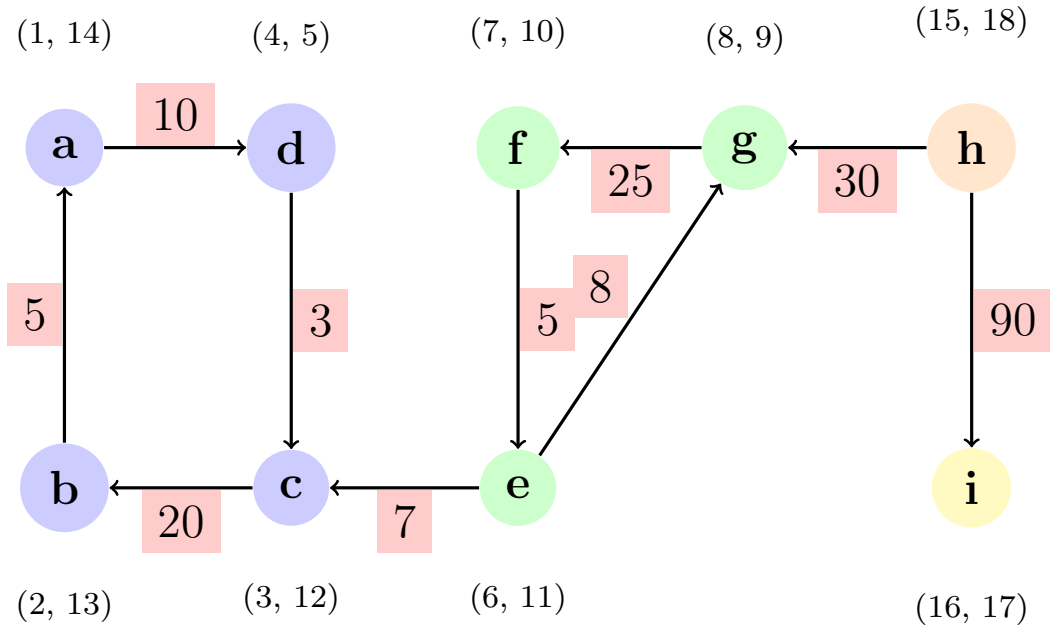 (1, 14)
(4, 5)
(7, 10)
(8, 9)
(15, 18)
10
a
d
f
g
h
25
30
5
3
5
8
90
b
c
e
i
20
7
(2, 13)
(3, 12)
(6, 11)
(16, 17)